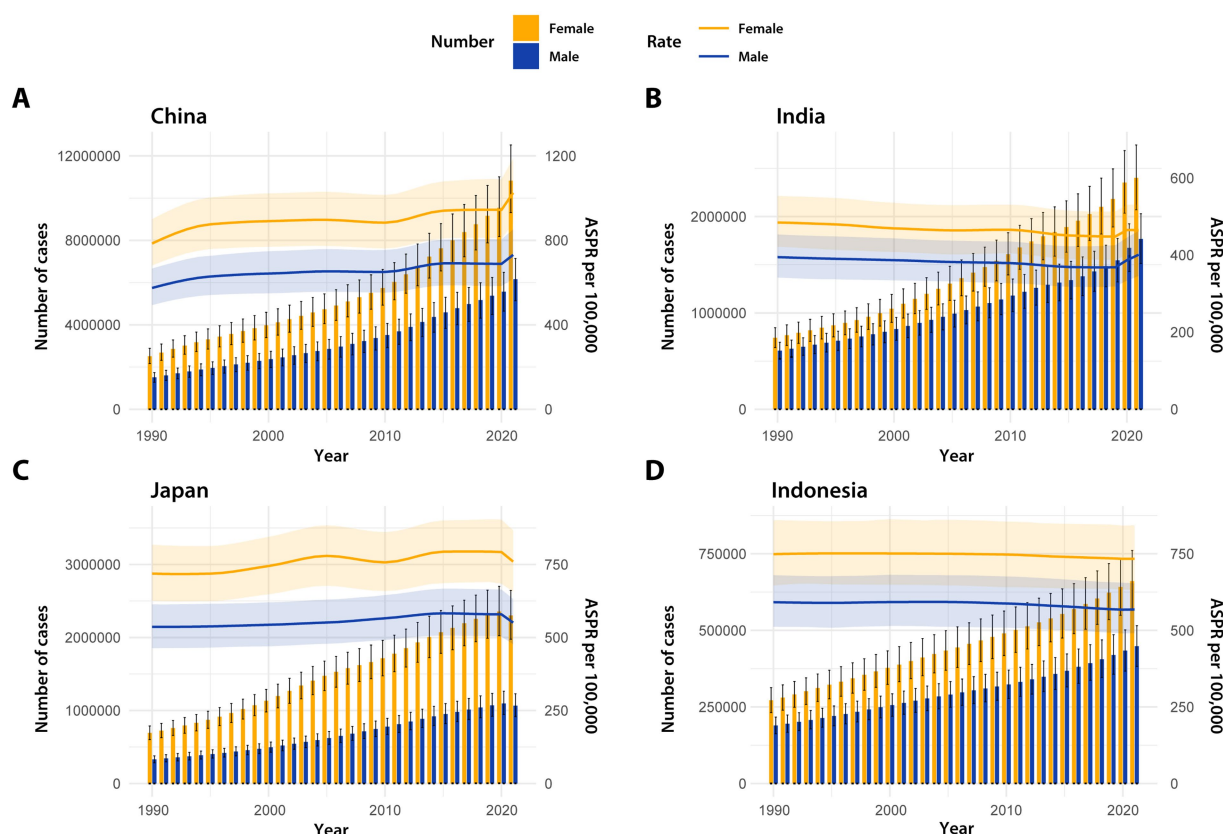 Number
Female
Male
Rate
Female
Male
A
China
12000000
8000000
4000000
0
1200
800
400
0
Number of cases
ASPR per 100,000
1990
2000
2010
2020
Year
B
India
2000000
1000000
0
600
400
200
0
Number of cases
ASPR per 100,000
1990
2000
2010
2020
Year
C
Japan
3000000
2000000
1000000
0
750
500
250
0
Number of cases
ASPR per 100,000
1990
2000
2010
2020
Year
D
Indonesia
750000
500000
250000
0
750
500
250
0
Number of cases
ASPR per 100,000
1990
2000
2010
2020
Year